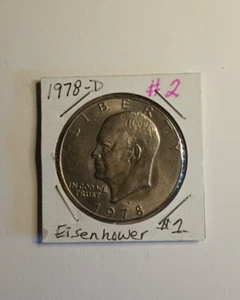 1978-D #2
LIBERTY
IN GOD WE
TRUST
1978
Eisenhower $1